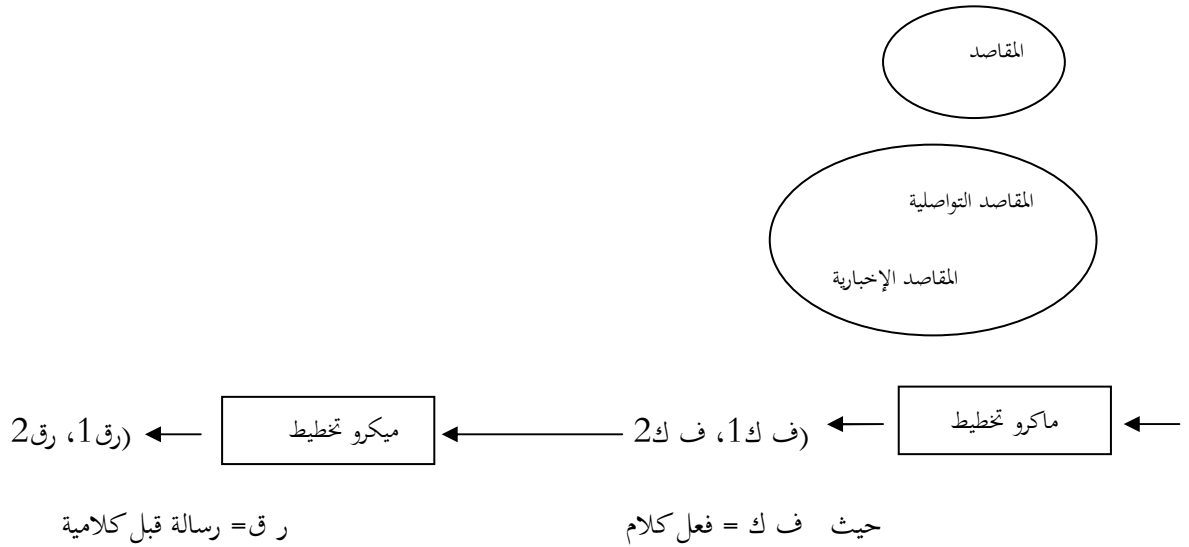 المقاصد
المقاصد التواصلية
المقاصد الإخبارية
ماكرو تخطيط
(ف ك1، ف ك2
ميكرو تخطيط
(رق1، رق2
حيث ف ك = فعل كلام
ر ق= رسالة قبل كلامية